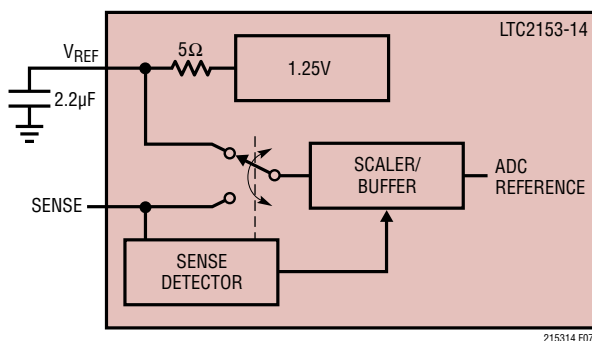 LTC2153-14
VREF
5Ω
1.25V
2.2µF
SCALER/
BUFFER
ADC
REFERENCE
SENSE
SENSE
DETECTOR
215314 F07